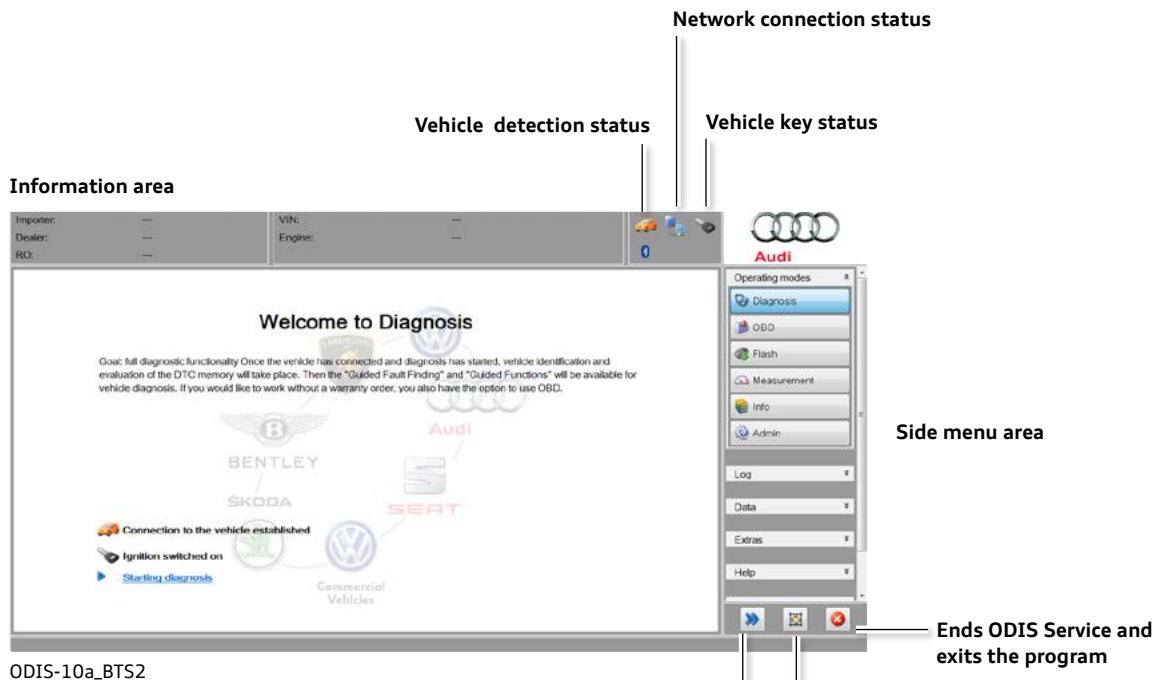 Network connection status
Vehicle detection status
Vehicle key status
Information area
Importer: ---
Dealer: ---
RO: ---
VIN: ---
Engine: ---
Audi
Operating modes
Diagnosis
OBD
Flash
Measurement
Info
Admin
Log
Data
Extras
Help
Side menu area
Welcome to Diagnosis
Goal: full diagnostic functionality Once the vehicle has connected and diagnosis has started, vehicle identification and
evaluation of the DTC memory will take place. Then the "Guided Fault Finding" and "Guided Functions" will be available for
vehicle diagnosis. If you would like to work without a warranty order, you also have the option to use OBD.
Audi
BENTLEY
ŠKODA
SEAT
Connection to the vehicle established
Ignition switched on
Starting diagnosis
Commercial
Vehicles
Ends ODIS Service and
exits the program
ODIS-10a_BTS2